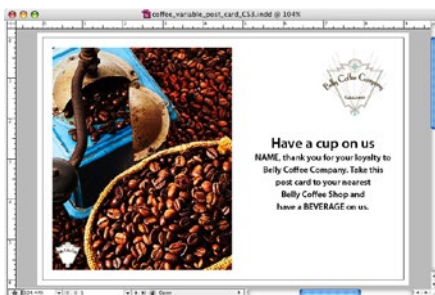 coffee_variable_post_card_CS3.indd @ 104%
Belly Coffee Company
Have a cup on us
NAME, thank you for your loyalty to
Belly Coffee Company. Take this
post card to your nearest
Belly Coffee Shop and
have a BEVERAGE on us.
Open